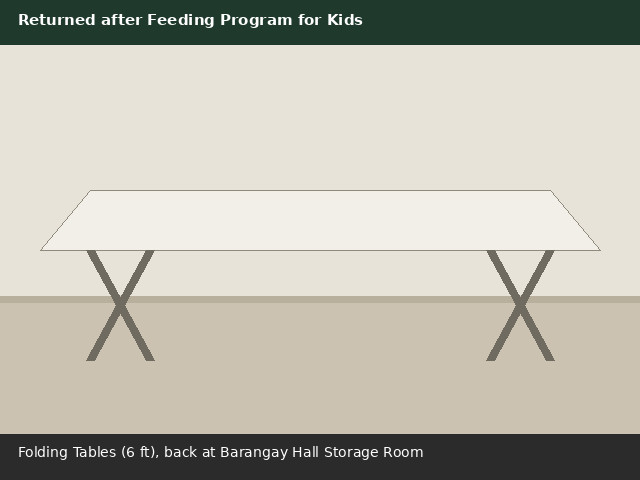 Returned after Feeding Program for Kids
Folding Tables (6 ft), back at Barangay Hall Storage Room